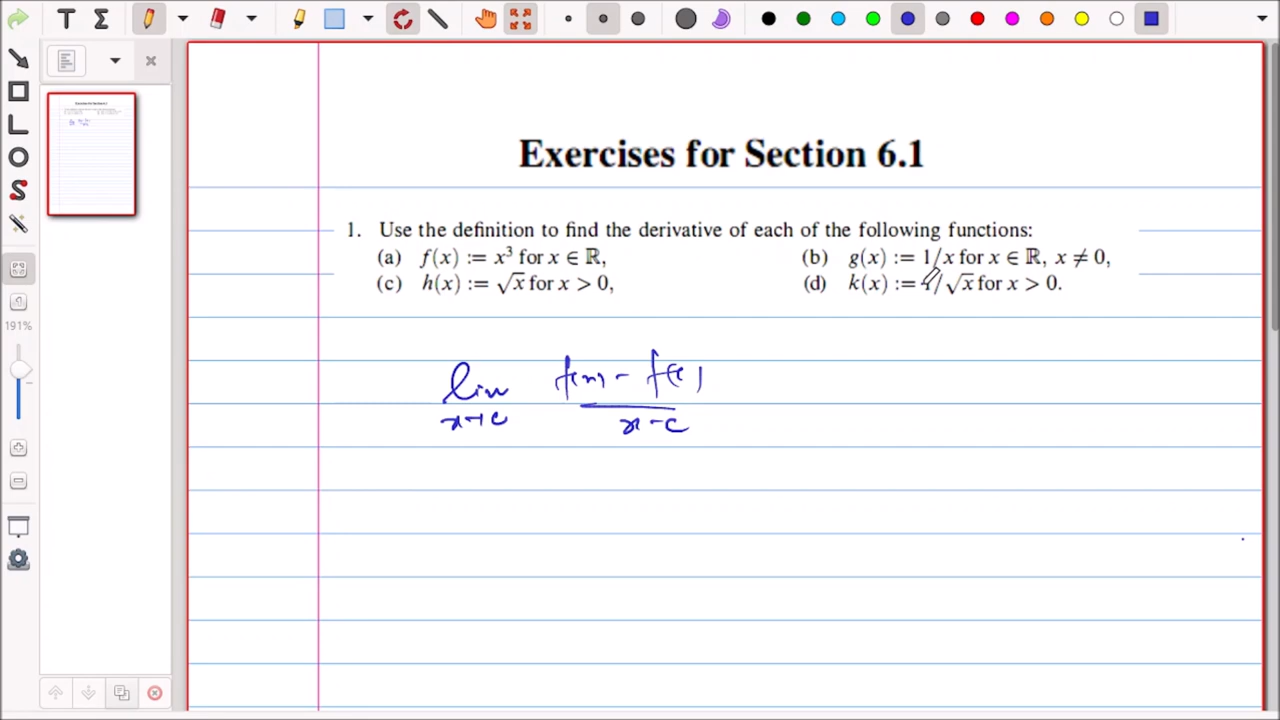 T Σ
191%
Exercises for Section 6.1
1. Use the definition to find the derivative of each of the following functions:
(a) f(x) := x³ for x ∈ ℝ, (b) g(x) := 1/x for x ∈ ℝ, x ≠ 0,
(c) h(x) := √x for x > 0, (d) k(x) := 1/√x for x > 0.
lim f(x) - f(c)
x→c x-c